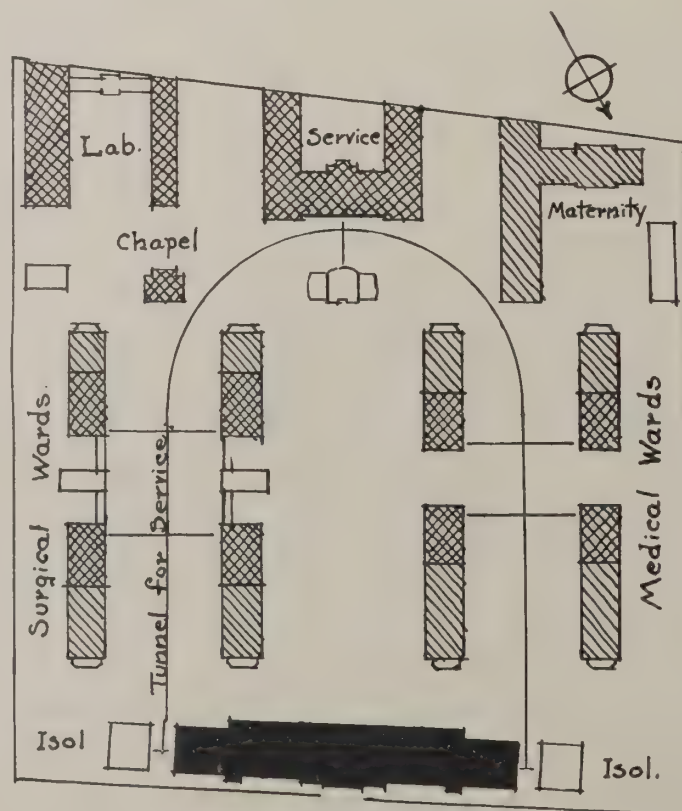 Service
Lab.
Maternity
Chapel
Surgical Wards.
Tunnel for Service
Medical Wards
Isol
Isol.